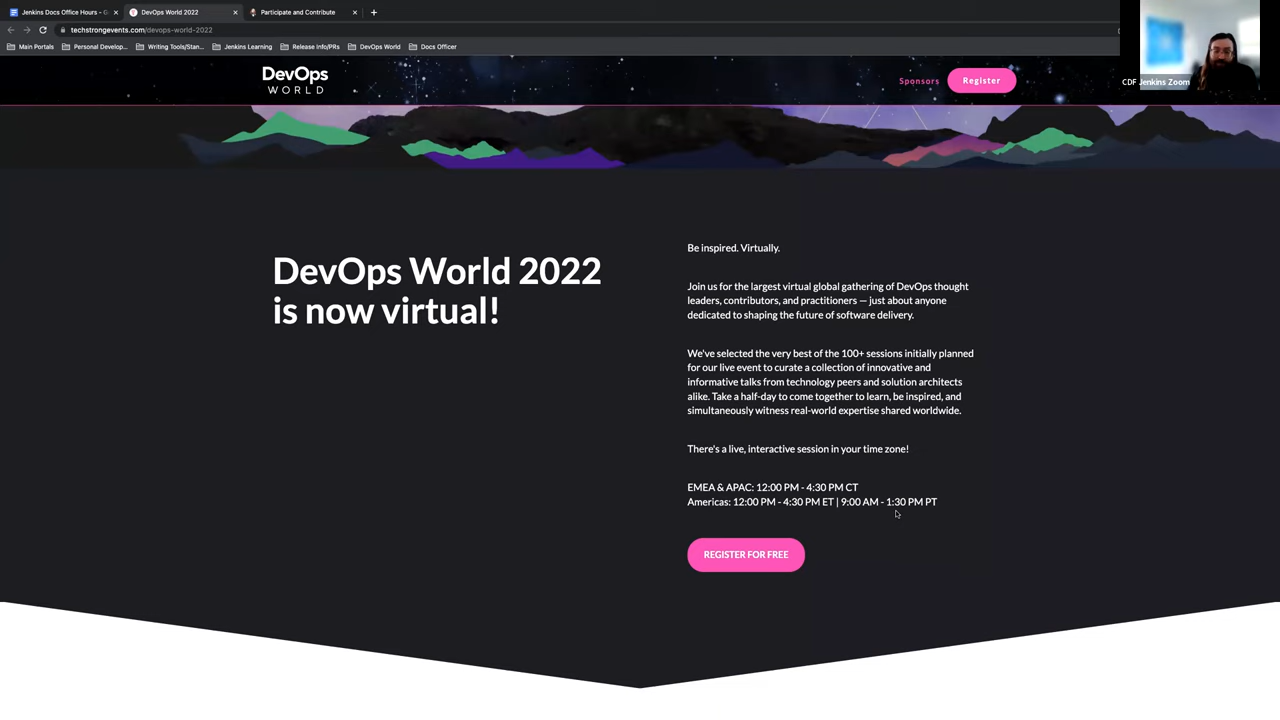 Jenkins Docs Office Hours - G
DevOps World 2022
Participate and Contribute
techstrongevents.com/devops-world-2022
Main Portals
Personal Develop...
Writing Tools/Stan...
Jenkins Learning
Release Info/PRs
DevOps World
Docs Officer
CDF Jenkins Zoom
DevOps
WORLD
Sponsors
Register
DevOps World 2022
is now virtual!
Be inspired. Virtually.
Join us for the largest virtual global gathering of DevOps thought
leaders, contributors, and practitioners — just about anyone
dedicated to shaping the future of software delivery.
We've selected the very best of the 100+ sessions initially planned
for our live event to curate a collection of innovative and
informative talks from technology peers and solution architects
alike. Take a half-day to come together to learn, be inspired, and
simultaneously witness real-world expertise shared worldwide.
There's a live, interactive session in your time zone!
EMEA & APAC: 12:00 PM - 4:30 PM CT
Americas: 12:00 PM - 4:30 PM ET | 9:00 AM - 1:30 PM PT
REGISTER FOR FREE